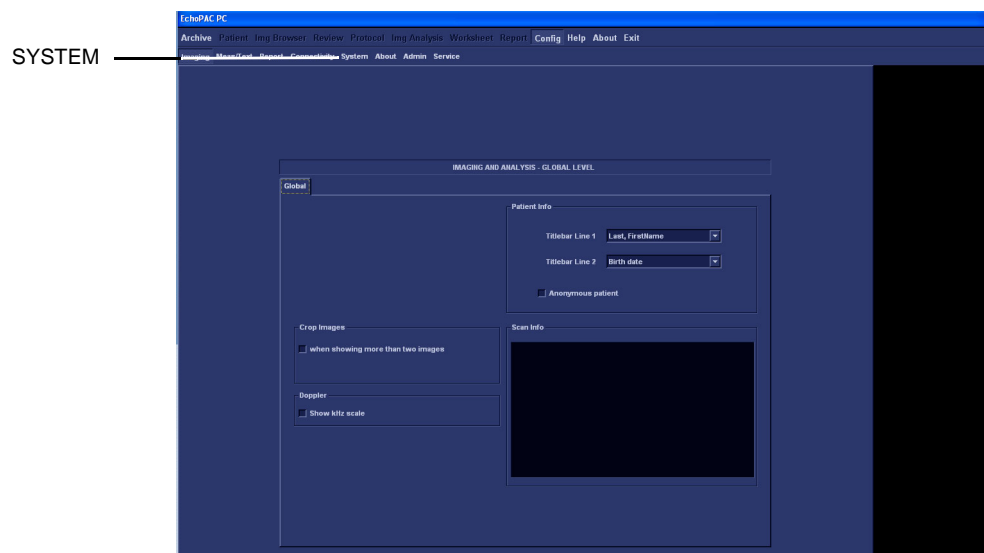 EchoPAC PC
Archive Patient Img Browser Review Protocol Img Analysis Worksheet Report Config Help About Exit
SYSTEM
Imaging Meas/Text Report Connectivity System About Admin Service
IMAGING AND ANALYSIS - GLOBAL LEVEL
Global
Patient Info
Titlebar Line 1 Last, FirstName
Titlebar Line 2 Birth date
Anonymous patient
Crop Images
when showing more than two images
Scan Info
Doppler
Show kHz scale